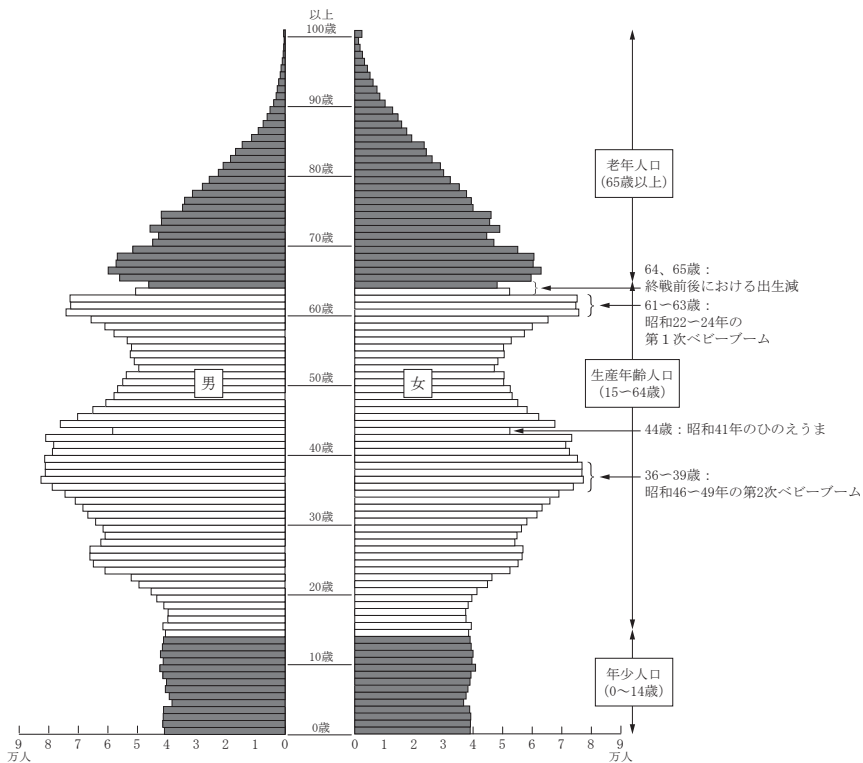 以上
100歳
90歳
80歳
70歳
60歳
50歳
40歳
30歳
20歳
10歳
0歳
男
女
老年人口
(65歳以上)
64、65歳:
終戦前後における出生減
61〜63歳:
昭和22〜24年の
第1次ベビーブーム
生産年齢人口
(15〜64歳)
44歳:昭和41年のひのえうま
36〜39歳:
昭和46〜49年の第2次ベビーブーム
年少人口
(0〜14歳)
9 8 7 6 5 4 3 2 1 0
万人
0 1 2 3 4 5 6 7 8 9
万人